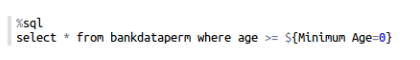 %sql
select * from bankdataperm where age >= ${Minimum Age=0}